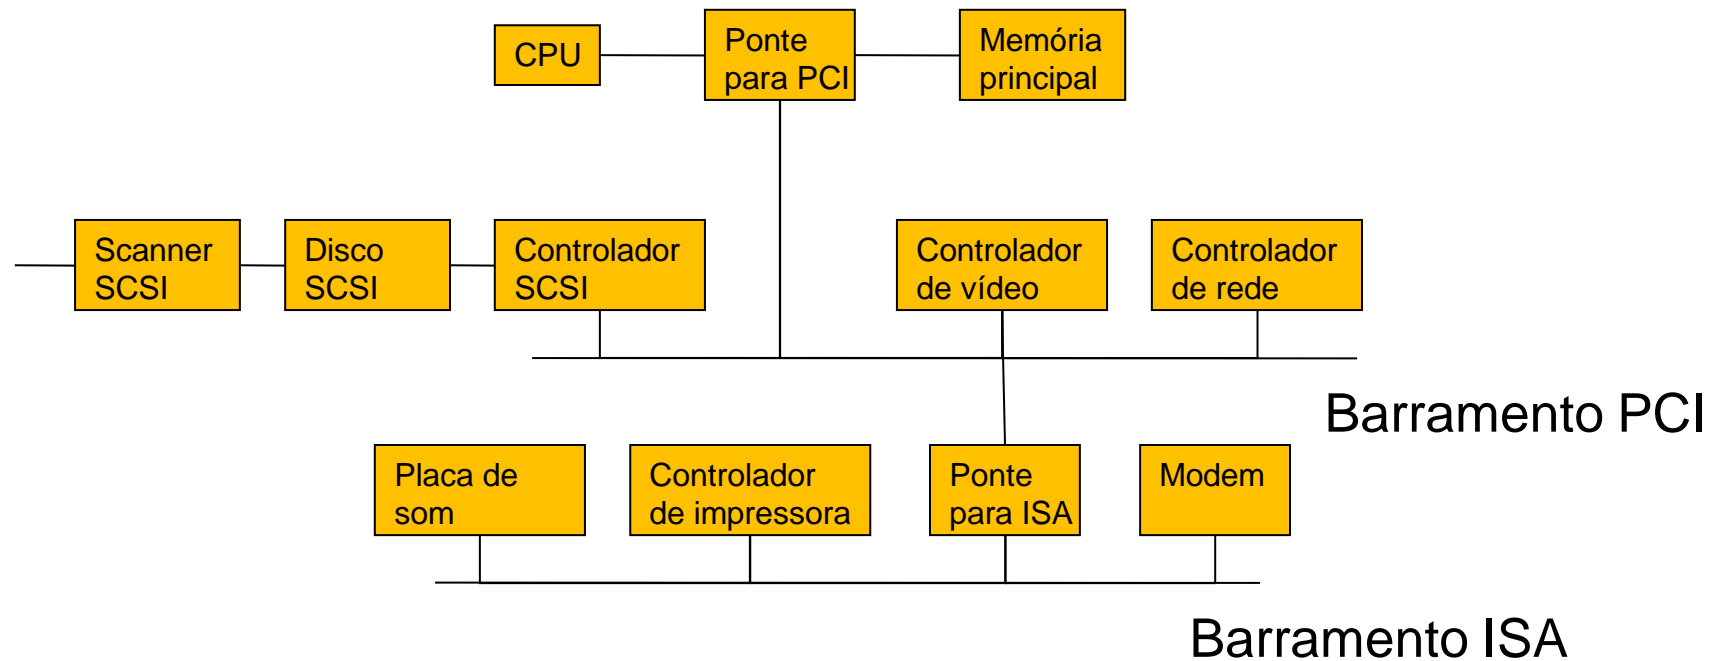 CPU
Ponte
para PCI
Memória
principal
Scanner
SCSI
Disco
SCSI
Controlador
SCSI
Controlador
de vídeo
Controlador
de rede
Barramento PCI
Placa de
som
Controlador
de impressora
Ponte
para ISA
Modem
Barramento ISA